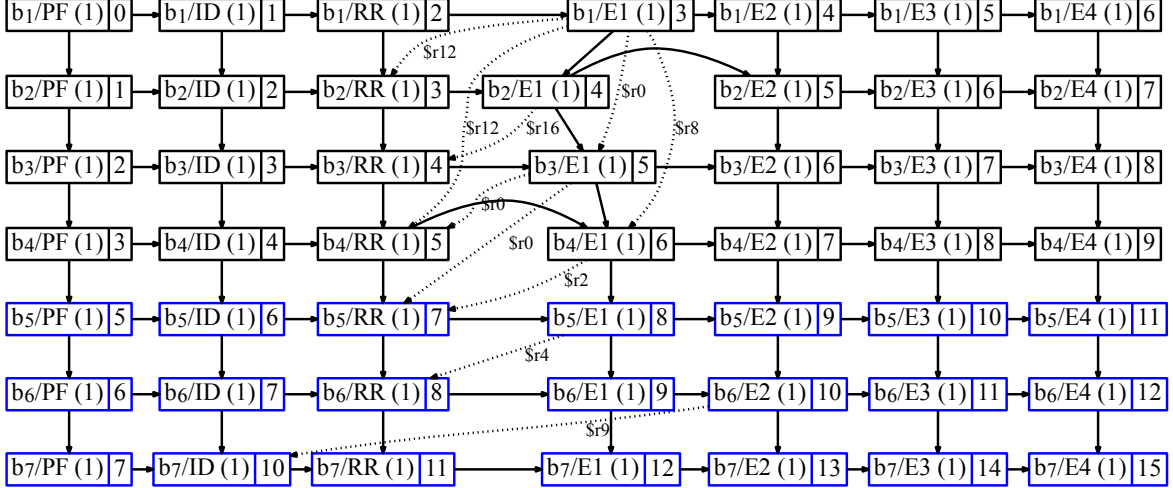 b1/PF (1) 0 b1/ID (1) 1 b1/RR (1) 2 b1/E1 (1) 3 b1/E2 (1) 4 b1/E3 (1) 5 b1/E4 (1) 6
$r12
b2/PF (1) 1 b2/ID (1) 2 b2/RR (1) 3 b2/E1 (1) 4 $r0 b2/E2 (1) 5 b2/E3 (1) 6 b2/E4 (1) 7
$r12 $r16 $r8
b3/PF (1) 2 b3/ID (1) 3 b3/RR (1) 4 b3/E1 (1) 5 b3/E2 (1) 6 b3/E3 (1) 7 b3/E4 (1) 8
$r0
b4/PF (1) 3 b4/ID (1) 4 b4/RR (1) 5 $r0 b4/E1 (1) 6 b4/E2 (1) 7 b4/E3 (1) 8 b4/E4 (1) 9
$r2
b5/PF (1) 5 b5/ID (1) 6 b5/RR (1) 7 b5/E1 (1) 8 b5/E2 (1) 9 b5/E3 (1) 10 b5/E4 (1) 11
$r4
b6/PF (1) 6 b6/ID (1) 7 b6/RR (1) 8 b6/E1 (1) 9 b6/E2 (1) 10 b6/E3 (1) 11 b6/E4 (1) 12
$r9
b7/PF (1) 7 b7/ID (1) 10 b7/RR (1) 11 b7/E1 (1) 12 b7/E2 (1) 13 b7/E3 (1) 14 b7/E4 (1) 15